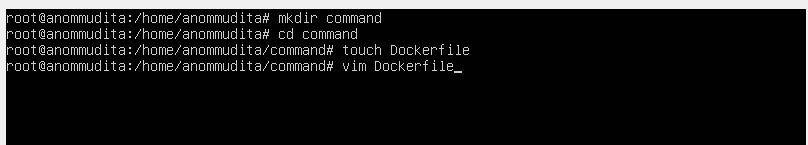 root@anommudita:/home/anommudita# mkdir command
root@anommudita:/home/anommudita# cd command
root@anommudita:/home/anommudita/command# touch Dockerfile
root@anommudita:/home/anommudita/command# vim Dockerfile_